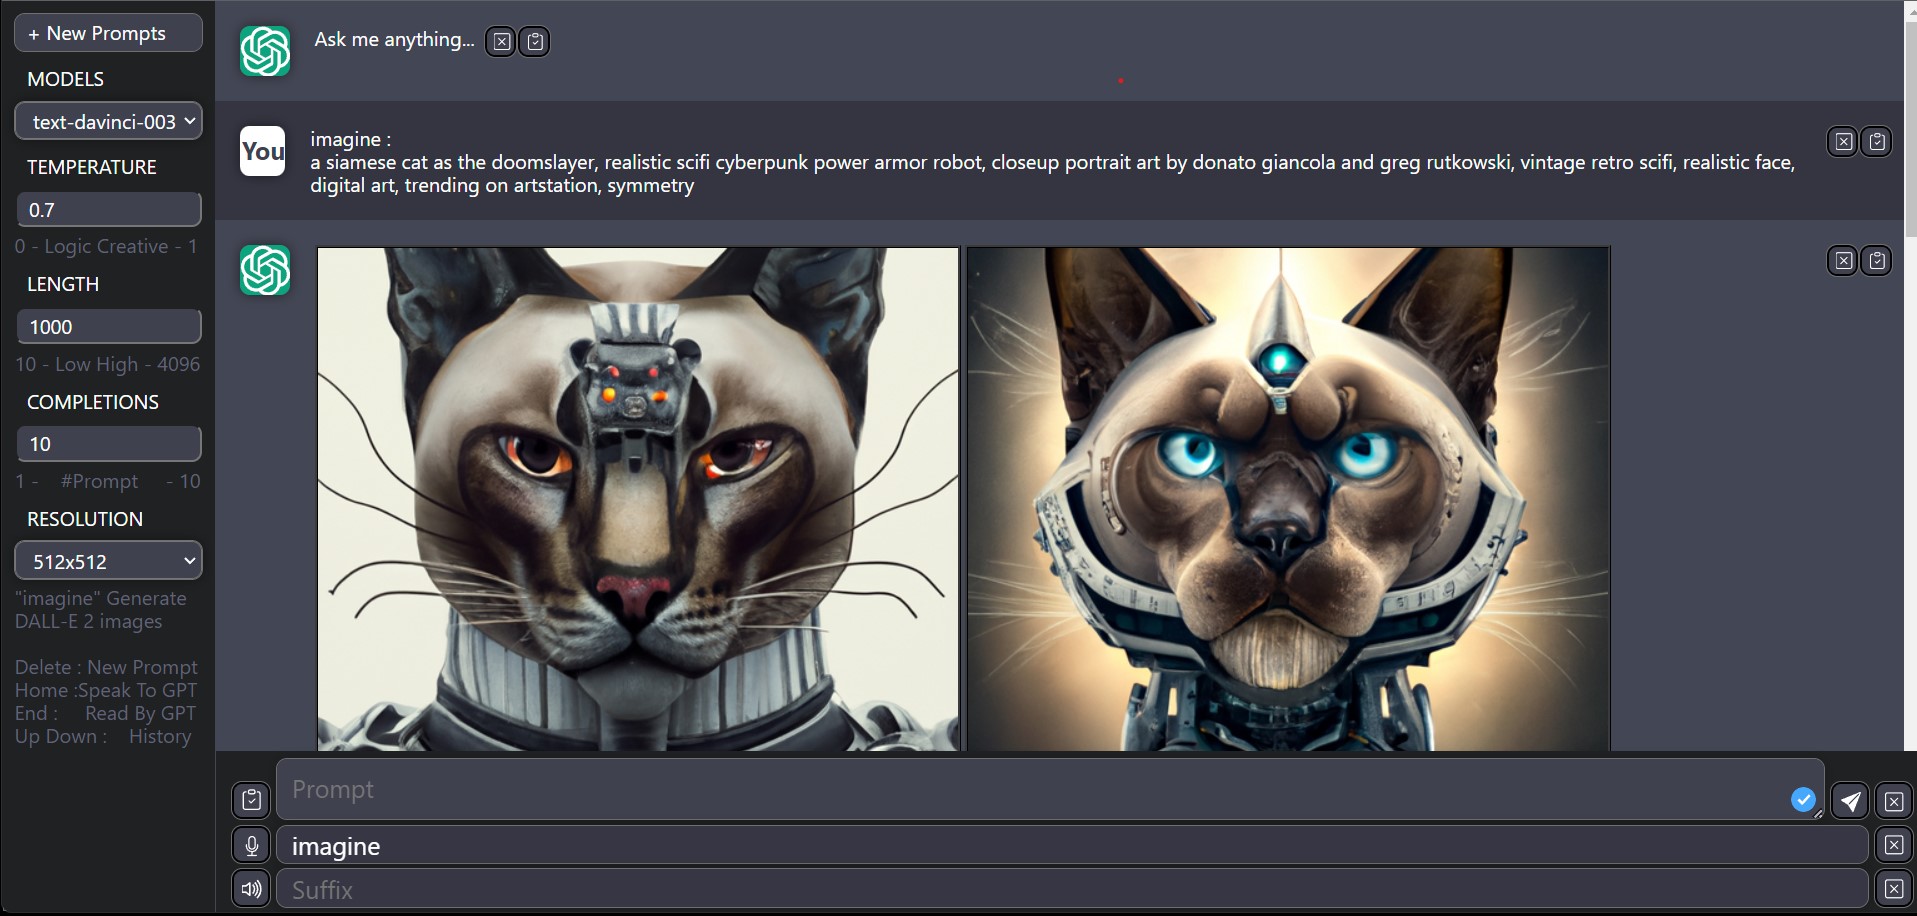 + New Prompts
MODELS
text-davinci-003
TEMPERATURE
0.7
0 - Logic Creative - 1
LENGTH
1000
10 - Low High - 4096
COMPLETIONS
10
1 - #Prompt - 10
RESOLUTION
512x512
"imagine" Generate
DALL-E 2 images
Delete : New Prompt
Home :Speak To GPT
End : Read By GPT
Up Down : History
Ask me anything...
You
imagine :
a siamese cat as the doomslayer, realistic scifi cyberpunk power armor robot, closeup portrait art by donato giancola and greg rutkowski, vintage retro scifi, realistic face,
digital art, trending on artstation, symmetry
Prompt
imagine
Suffix